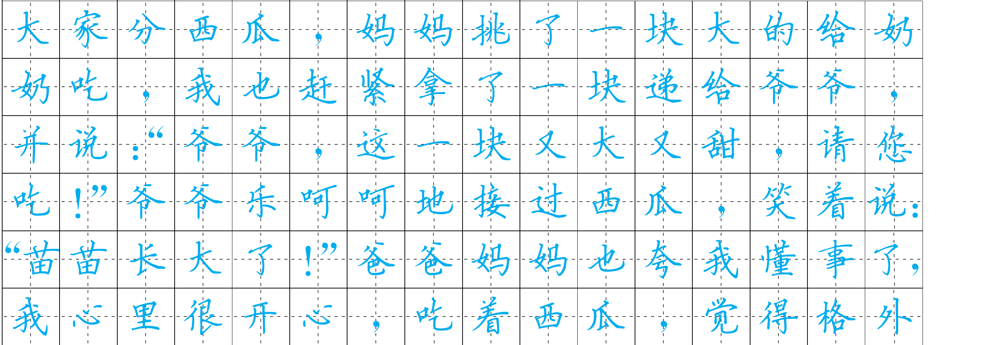 大家分西瓜，妈妈挑了一块大的给奶
奶吃，我也赶紧拿了一块递给爷爷，
并说：“爷爷，这一块又大又甜，请您
吃！”爷爷乐呵呵地接过西瓜，笑着说：
“苗苗长大了！”爸爸妈妈也夸我懂事了，
我心里很开心，吃着西瓜，觉得格外